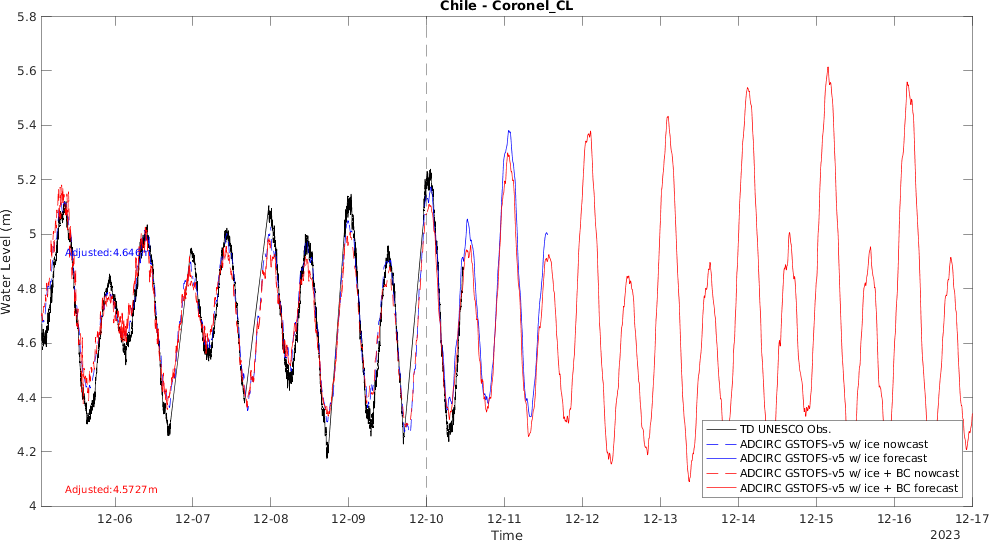 Chile - Coronel_CL
5.8
5.6
5.4
5.2
5
4.8
4.6
4.4
4.2
4
Water Level (m)
Adjusted:4.646m
Adjusted:4.5727m
TD UNESCO Obs.
ADCIRC GSTOFS-v5 w/ ice nowcast
ADCIRC GSTOFS-v5 w/ ice forecast
ADCIRC GSTOFS-v5 w/ ice + BC nowcast
ADCIRC GSTOFS-v5 w/ ice + BC forecast
12-06 12-07 12-08 12-09 12-10 12-11 12-12 12-13 12-14 12-15 12-16 12-17
Time
2023